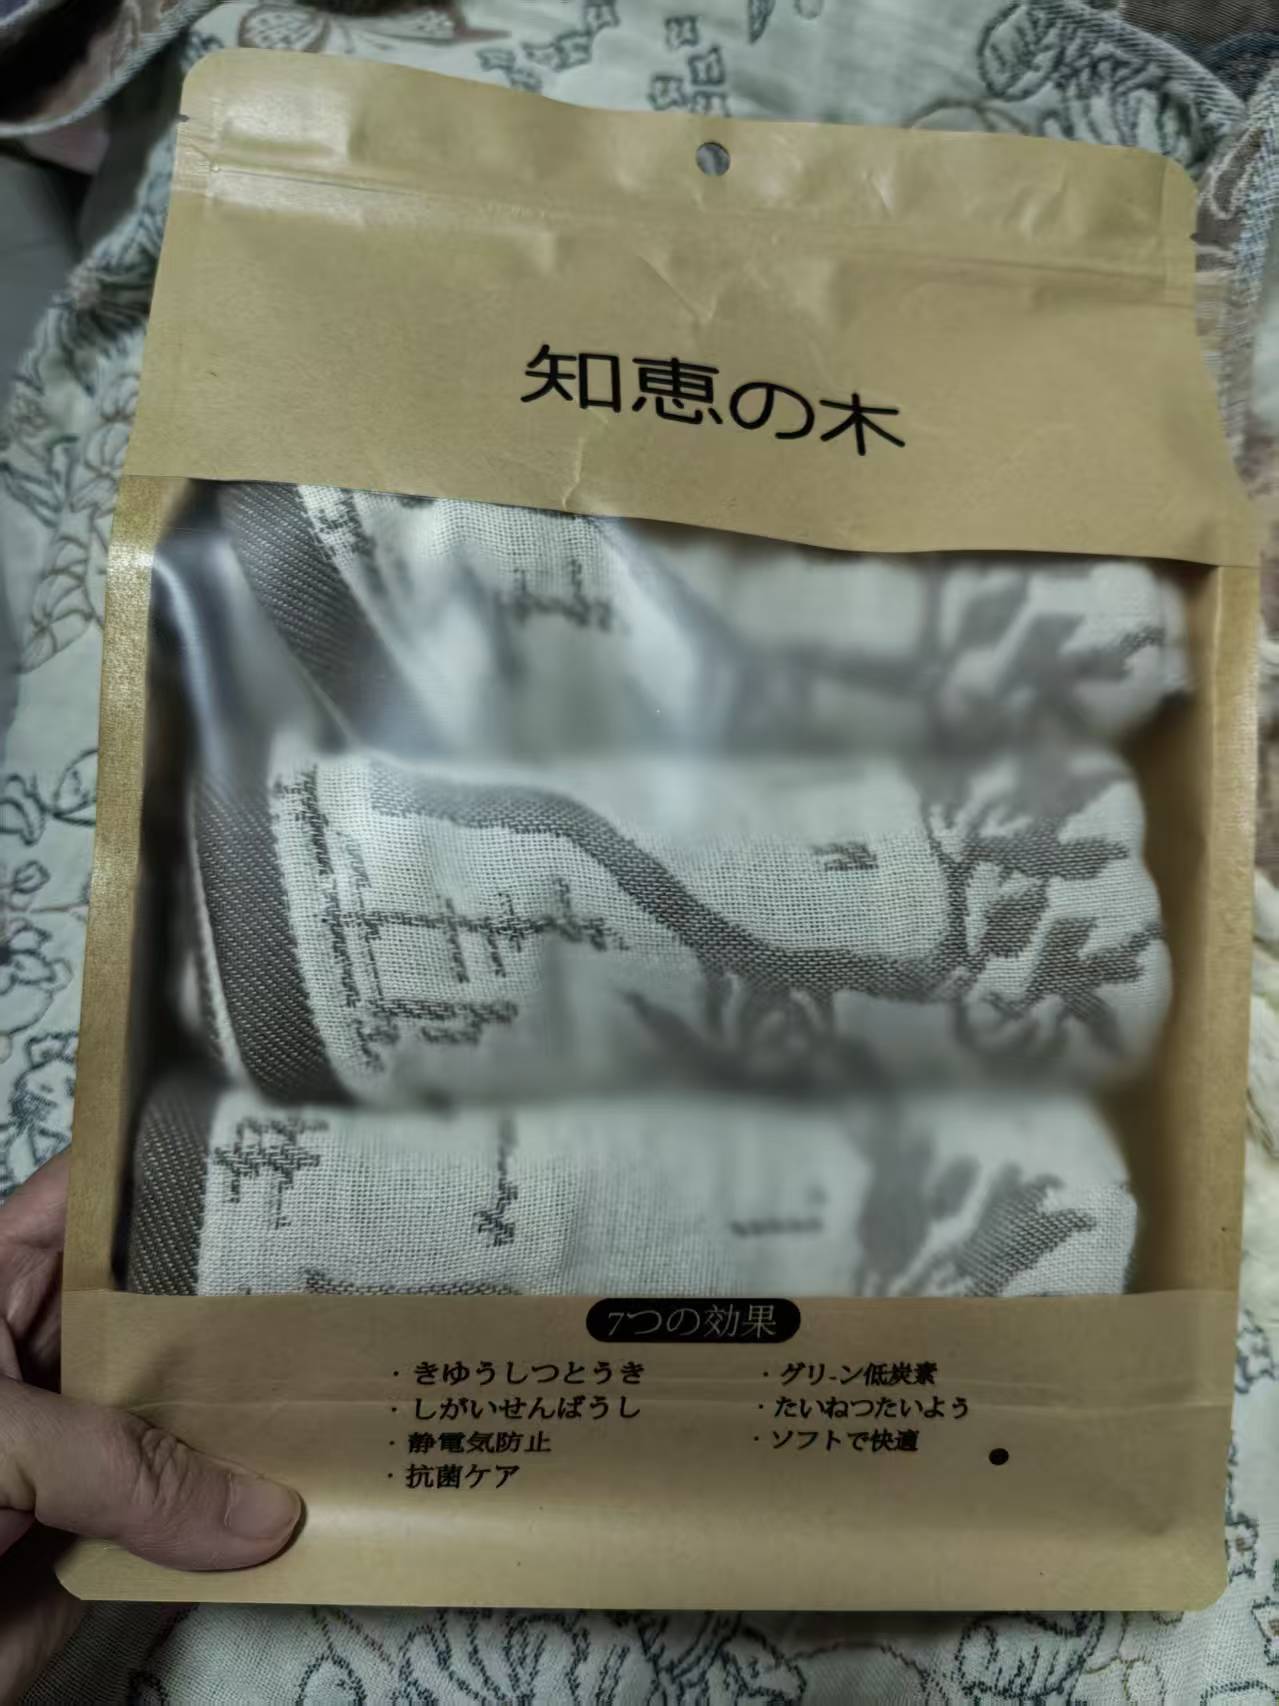 知恵の木
7つの効果
・きゆうしつとうき
・しがいせんばうし
・静電気防止
・抗菌ケア
・グリ-ン低炭素
・たいねつたいよう
・ソフトで快適